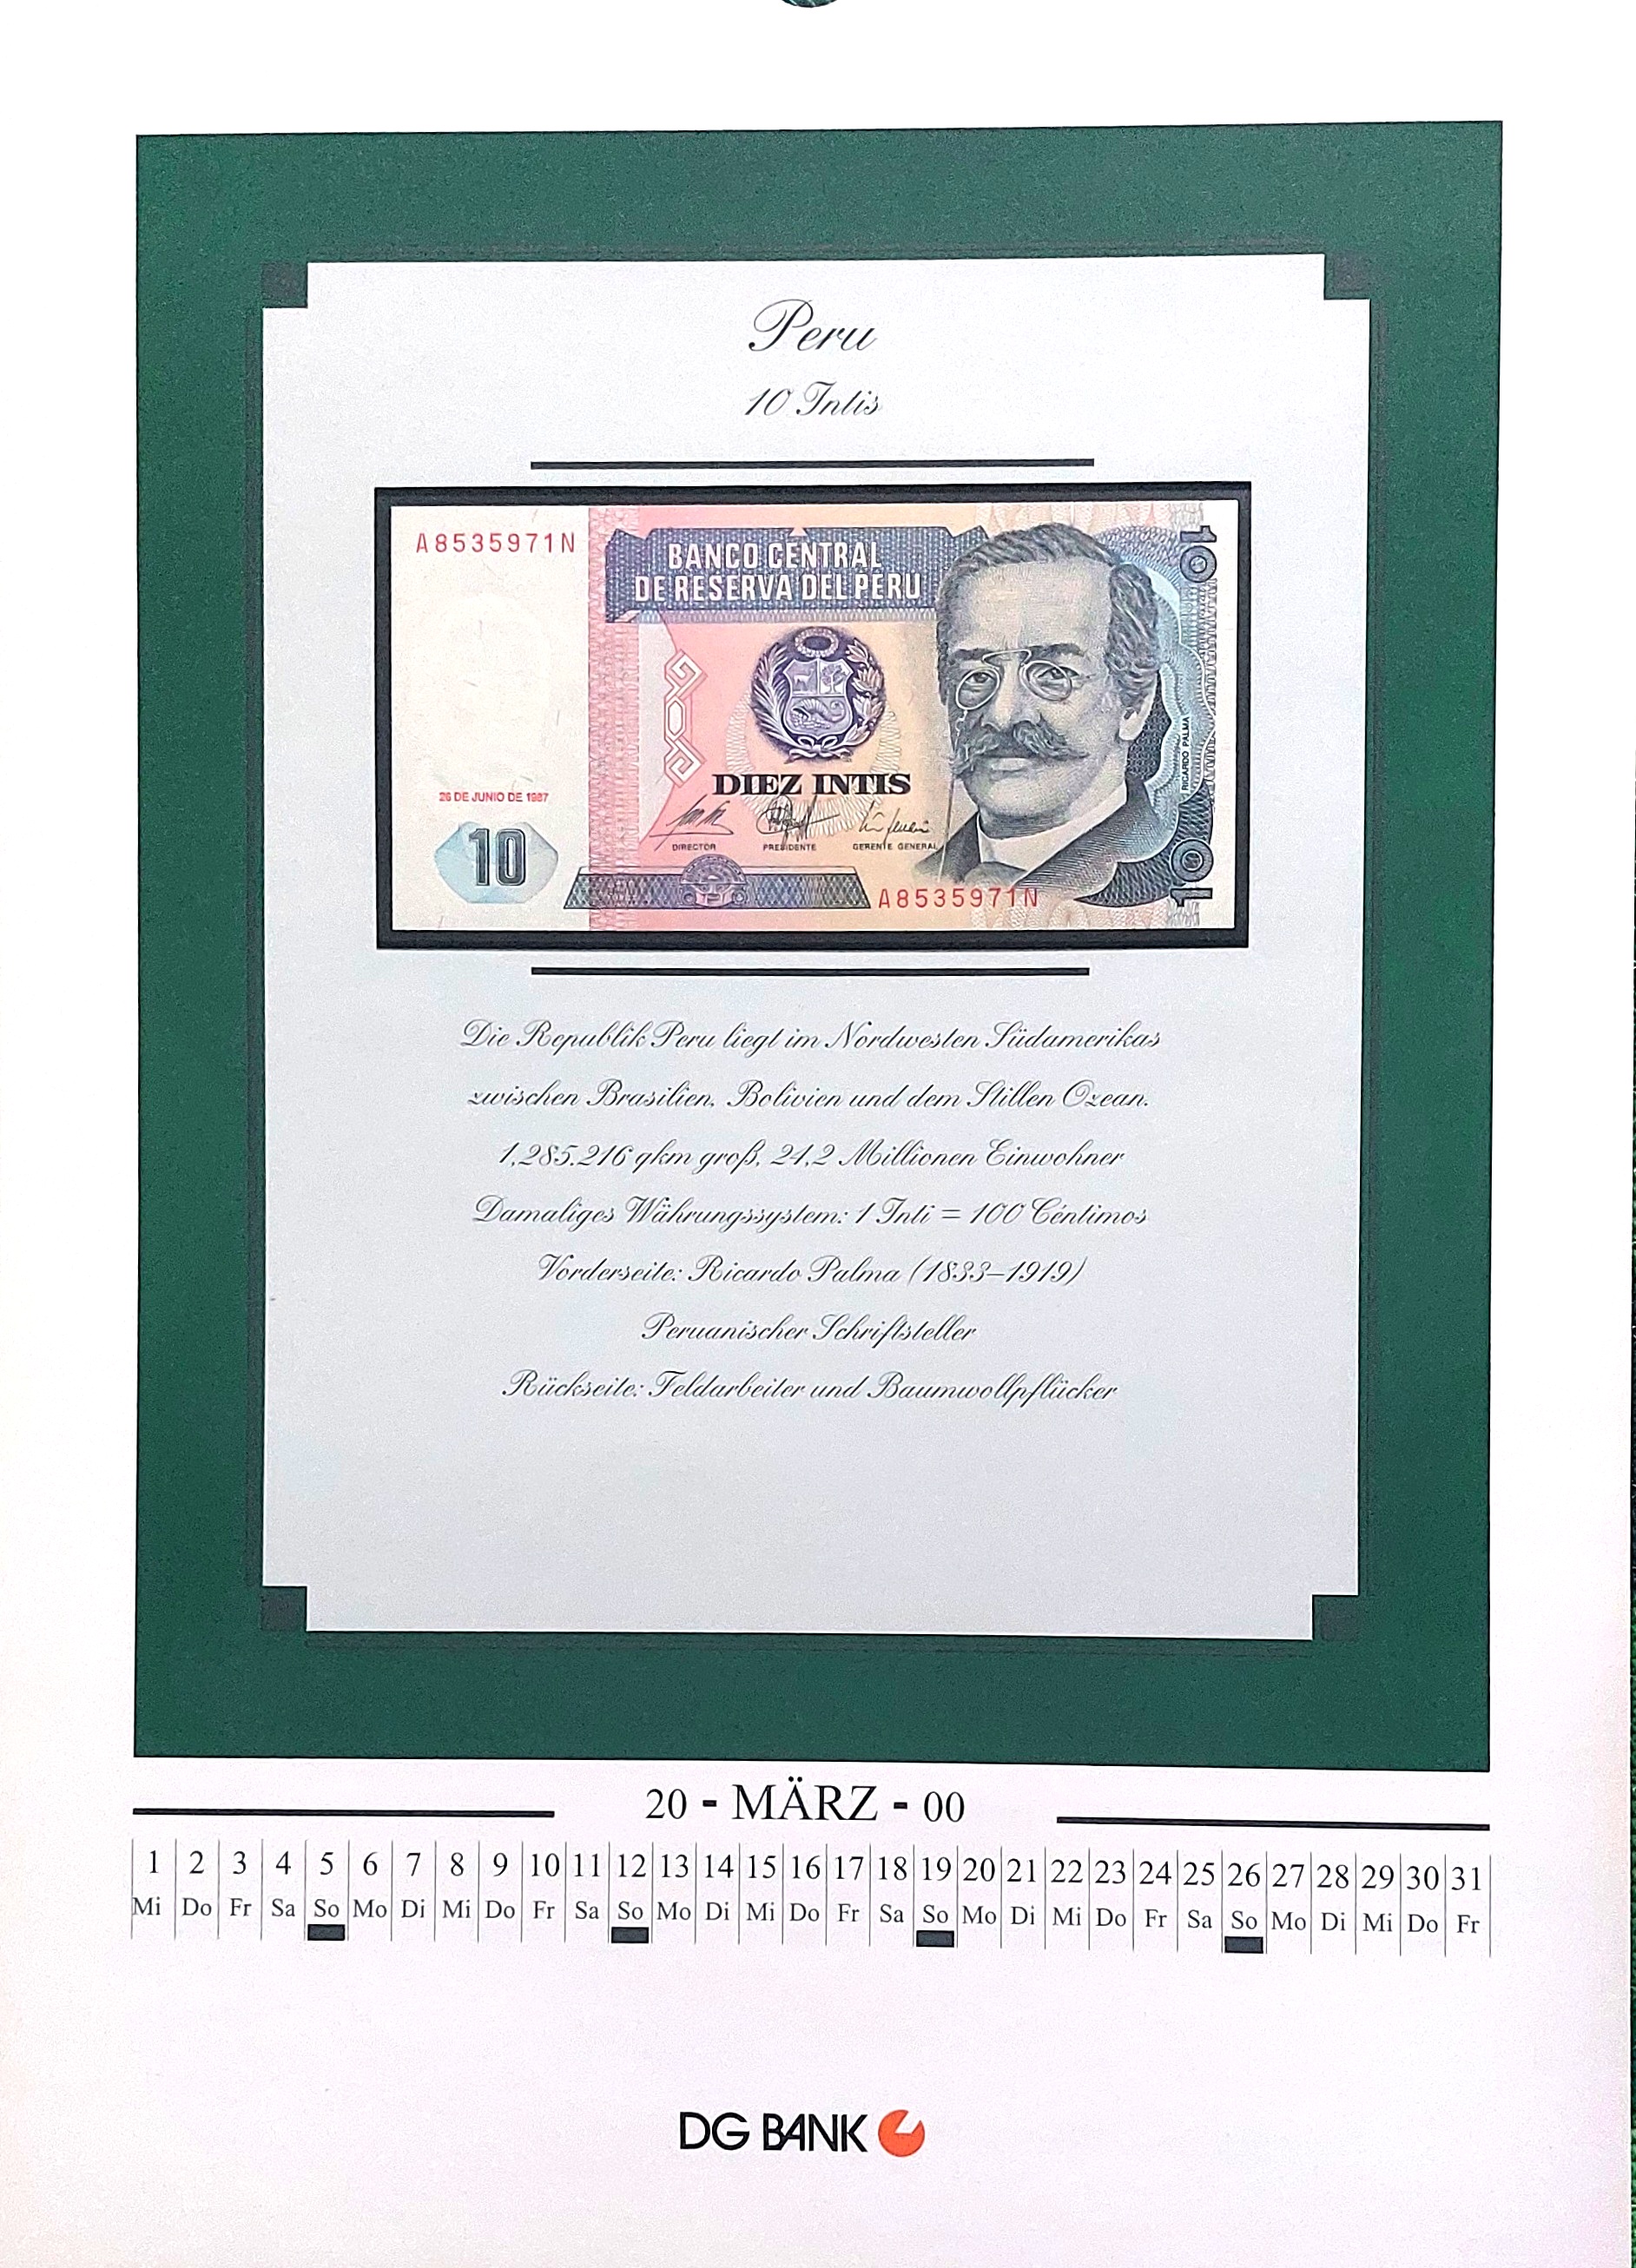 Peru
10 Intis
A8535971N
BANCO CENTRAL
DE RESERVA DEL PERU
10
RICARDO PALMA
DIEZ INTIS
26 DE JUNIO DE 1987
DIRECTOR PRESIDENTE GERENTE GENERAL
10
10
A8535971N
Die Republik Peru liegt im Nordwesten Südamerikas
zwischen Brasilien, Bolivien und dem Stillen Ozean.
1,285.216 qkm groß, 24,2 Millionen Einwohner
Damaliges Währungssystem: 1 Inti = 100 Céntimos
Vorderseite: Ricardo Palma (1833–1919)
Peruanischer Schriftsteller
Rückseite: Feldarbeiter und Baumwollpflücker
20 - MÄRZ - 00
1 2 3 4 5 6 7 8 9 10 11 12 13 14 15 16 17 18 19 20 21 22 23 24 25 26 27 28 29 30 31
Mi Do Fr Sa So Mo Di Mi Do Fr Sa So Mo Di Mi Do Fr Sa So Mo Di Mi Do Fr Sa So Mo Di Mi Do Fr
DG BANK